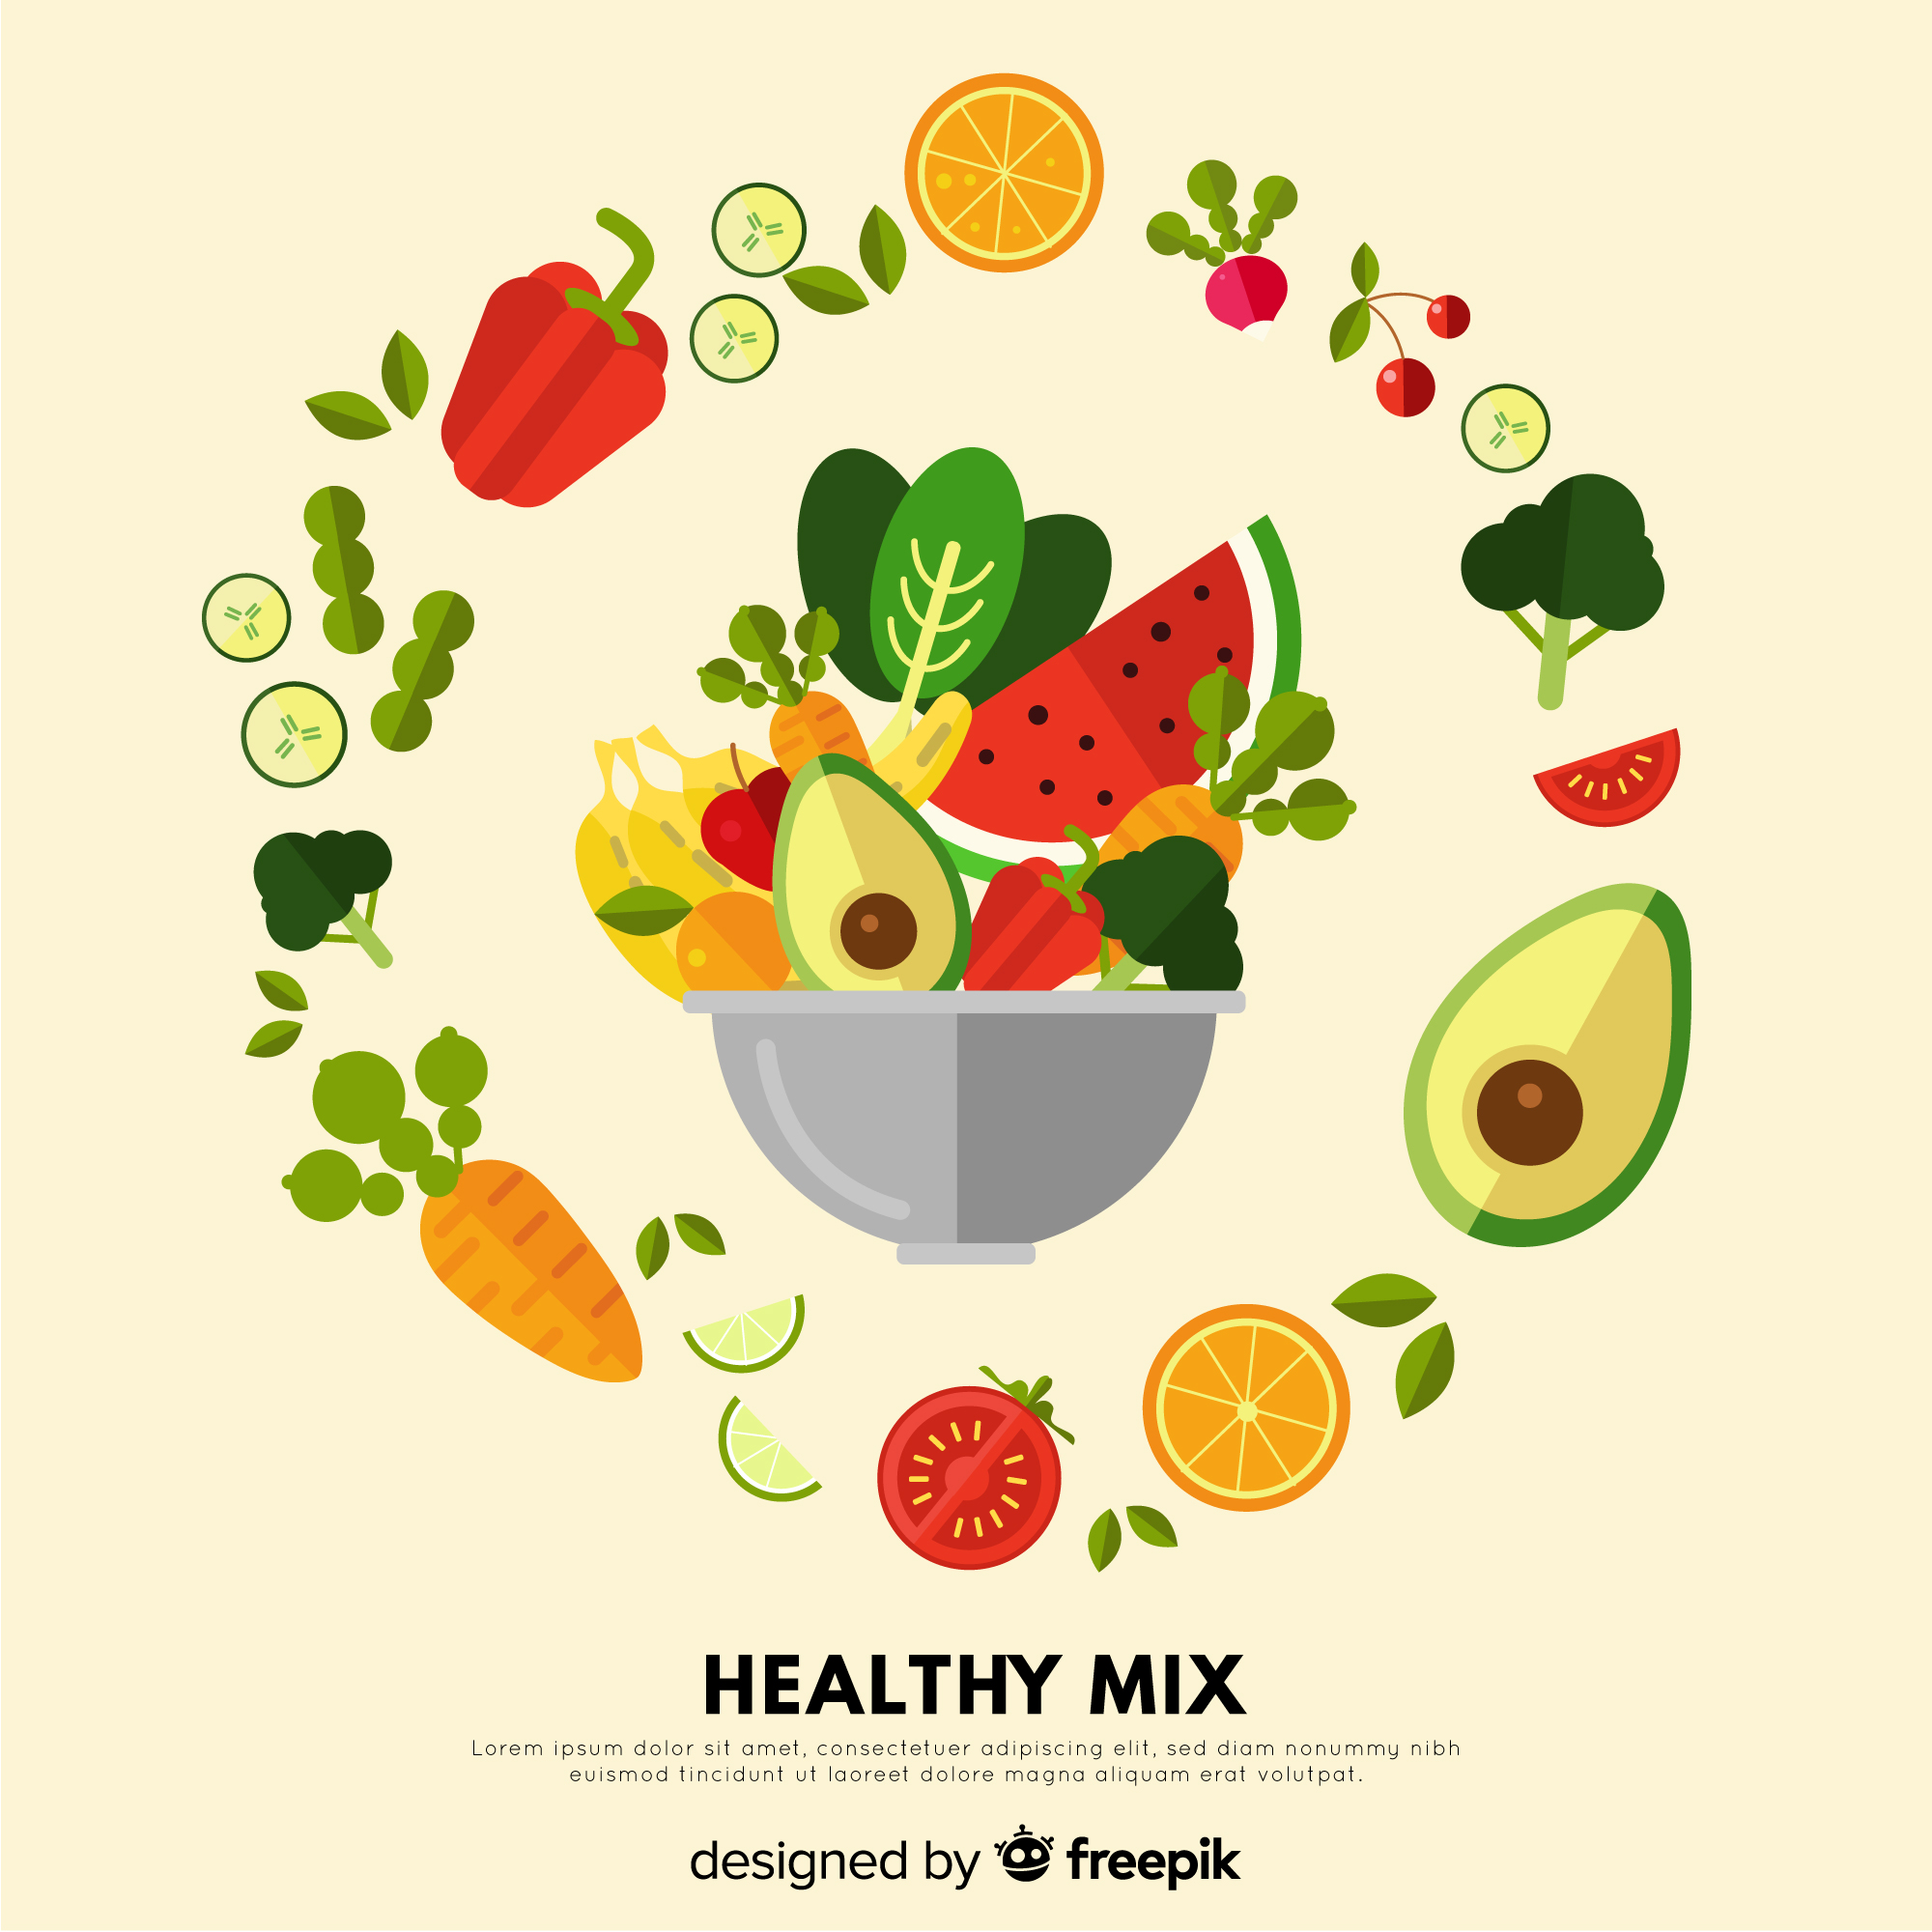 HEALTHY MIX
Lorem ipsum dolor sit amet, consectetuer adipiscing elit, sed diam nonummy nibh
euismod tincidunt ut laoreet dolore magna aliquam erat volutpat.
designed by freepik